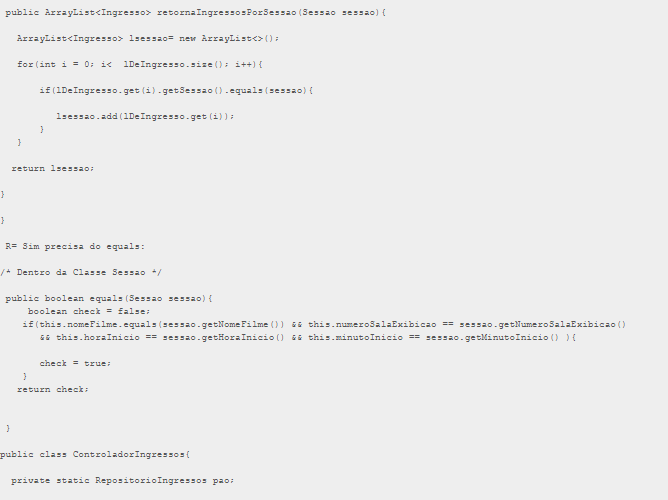 public ArrayList<Ingresso> retornaIngressosPorSessao(Sessao sessao){
ArrayList<Ingresso> lsessao= new ArrayList<>();
for(int i = 0; i<  lDeIngresso.size(); i++){
if(lDeIngresso.get(i).getSessao().equals(sessao){
lsessao.add(lDeIngresso.get(i));
}
}
return lsessao;
}
}
R= Sim precisa do equals:
/* Dentro da Classe Sessao */
public boolean equals(Sessao sessao){
boolean check = false;
if(this.nomeFilme.equals(sessao.getNomeFilme()) && this.numeroSalaExibicao == sessao.getNumeroSalaExibicao()
&& this.horaInicio == sessao.getHoraInicio() && this.minutoInicio == sessao.getMinutoInicio() ){
check = true;
}
return check;
}
public class ControladorIngressos{
private static RepositorioIngressos pao;